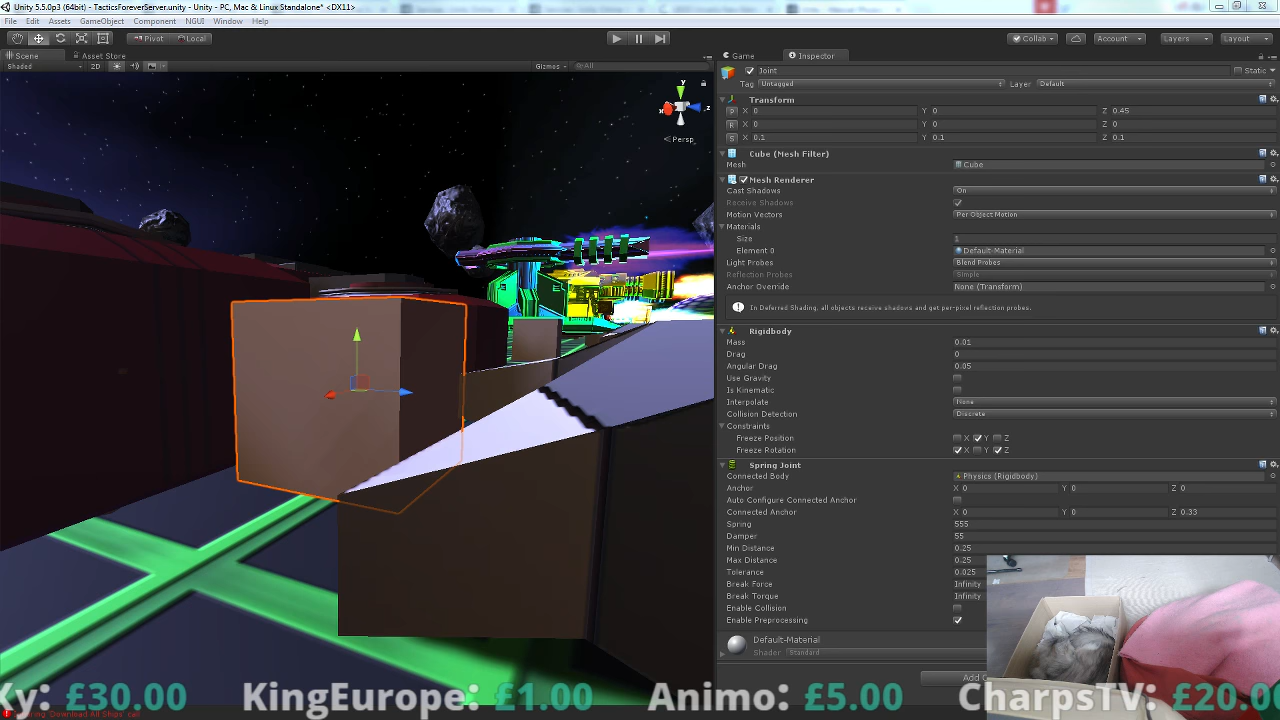 Unity 5.5.0p3 (64bit) - TacticsForeverServer.unity - Unity - PC, Mac & Linux Standalone* <DX11>
File Edit Assets GameObject Component NGUI Window Help
Pivot Local Collab Account Layers Layout
Scene Asset Store Game Inspector
Shaded 2D Gizmos All
Joint Static
Tag Untagged Layer Default
Transform
P X 0 Y 0 Z 0.45
R X 0 Y 0 Z 0
S X 0.1 Y 0.1 Z 0.1
y
x z
Persp
Cube (Mesh Filter)
Mesh Cube
Mesh Renderer
Cast Shadows On
Receive Shadows
Motion Vectors Per Object Motion
Materials
Size 1
Element 0 Default-Material
Light Probes Blend Probes
Reflection Probes Simple
Anchor Override None (Transform)
In Deferred Shading, all objects receive shadows and get per-pixel reflection probes.
Rigidbody
Mass 0.01
Drag 0
Angular Drag 0.05
Use Gravity
Is Kinematic
Interpolate None
Collision Detection Discrete
Constraints
Freeze Position X Y Z
Freeze Rotation X Y Z
Spring Joint
Connected Body Physics (Rigidbody)
Anchor X 0 Y 0 Z 0
Auto Configure Connected Anchor
Connected Anchor X 0 Y 0 Z 0.33
Spring 555
Damper 55
Min Distance 0.25
Max Distance 0.25
Tolerance 0.025
Break Force Infinity
Break Torque Infinity
Enable Collision
Enable Preprocessing
Default-Material
Shader Standard
Add
xy: £30.00 KingEurope: £1.00 Animo: £5.00 CharpsTV: £20.0
'Download All Ships' call